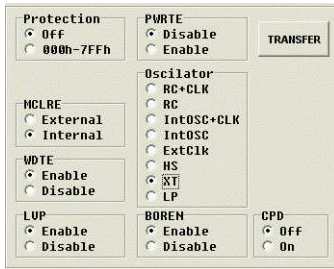 Protection
Off
000h-7FFh
PWRTE
Disable
Enable
TRANSFER
MCLRE
External
Internal
Oscilator
RC+CLK
RC
IntOSC+CLK
IntOSC
ExtClk
HS
XT
LP
WDTE
Enable
Disable
LVP
Enable
Disable
BOREN
Enable
Disable
CPD
Off
On